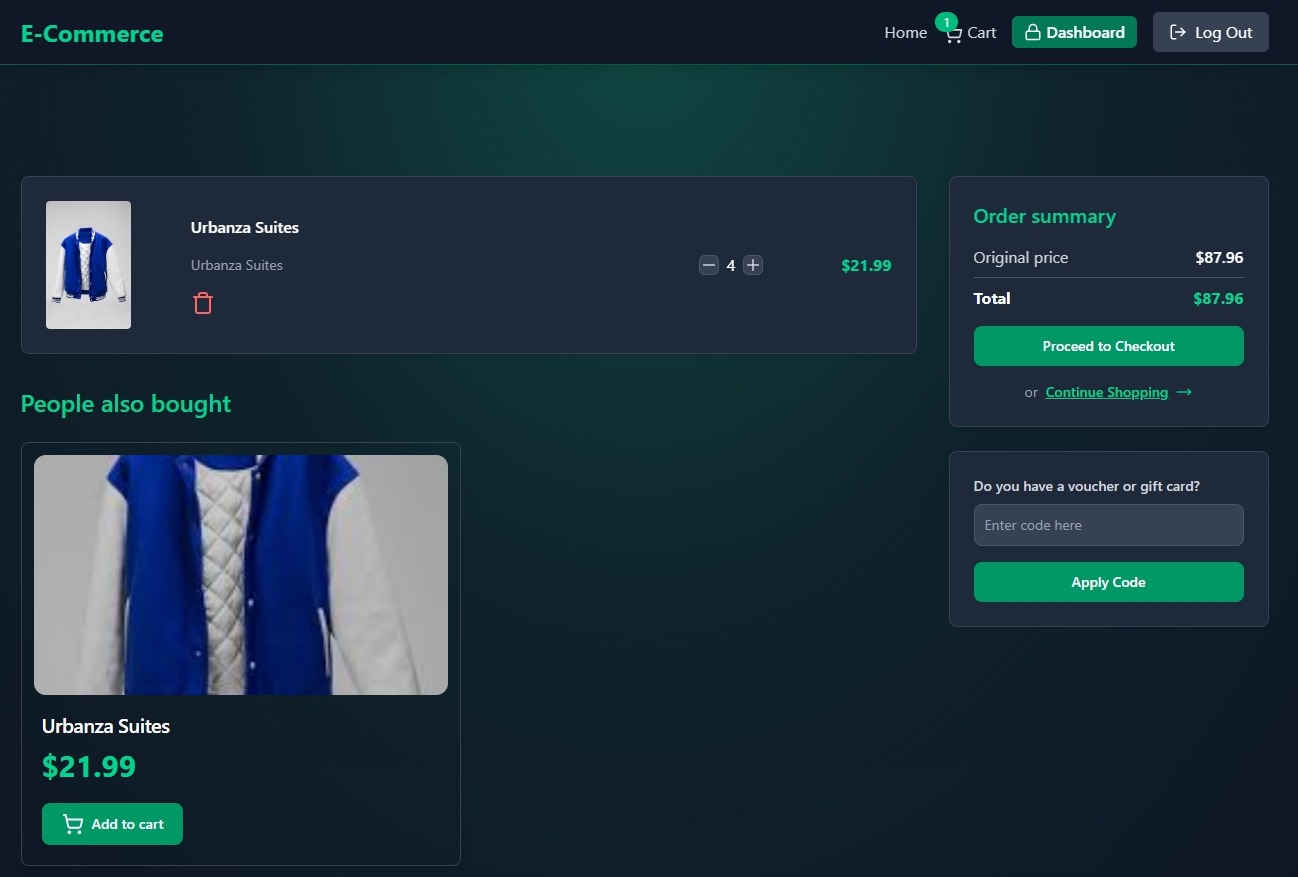 E-Commerce
Home
1
Cart
Dashboard
Log Out
Urbanza Suites
Urbanza Suites
4
$21.99
Order summary
Original price $87.96
Total $87.96
Proceed to Checkout
or Continue Shopping →
Do you have a voucher or gift card?
Enter code here
Apply Code
People also bought
Urbanza Suites
$21.99
Add to cart